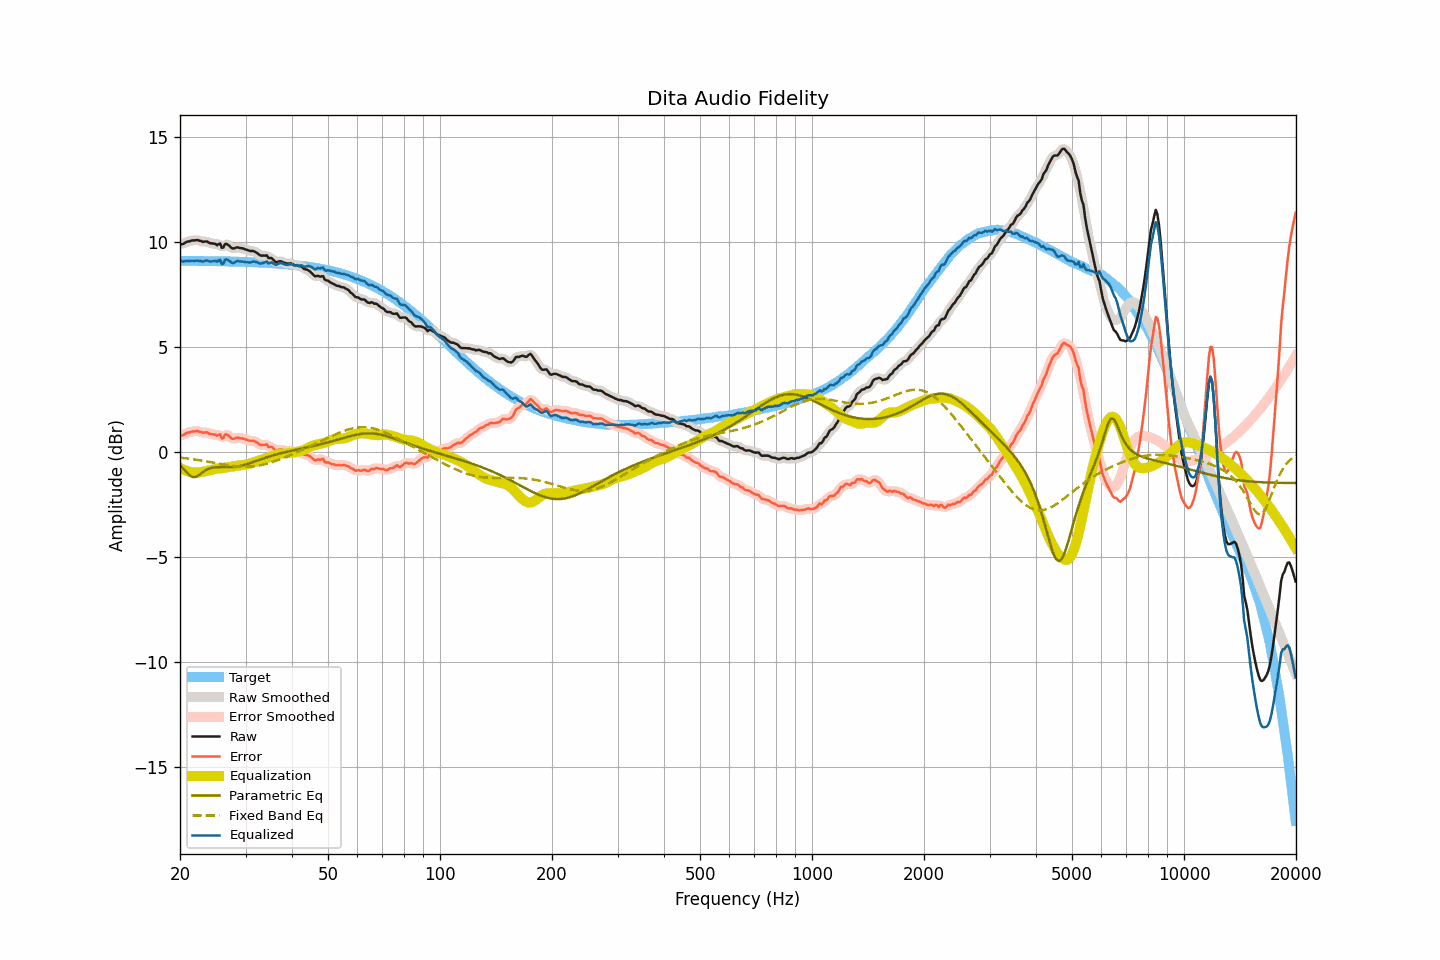 Dita Audio Fidelity
15
10
5
0
−5
−10
−15
Amplitude (dBr)
Target
Raw Smoothed
Error Smoothed
Raw
Error
Equalization
Parametric Eq
Fixed Band Eq
Equalized
20 50 100 200 500 1000 2000 5000 10000 20000
Frequency (Hz)